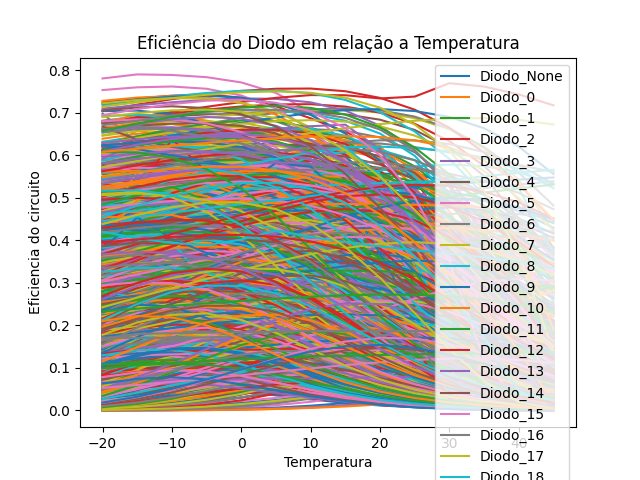 Eficiência do Diodo em relação a Temperatura
Eficiencia do circuito
0.8
0.7
0.6
0.5
0.4
0.3
0.2
0.1
0.0
−20
−10
0
10
20
30
40
Temperatura
Diodo_None
Diodo_0
Diodo_1
Diodo_2
Diodo_3
Diodo_4
Diodo_5
Diodo_6
Diodo_7
Diodo_8
Diodo_9
Diodo_10
Diodo_11
Diodo_12
Diodo_13
Diodo_14
Diodo_15
Diodo_16
Diodo_17
Diodo_18